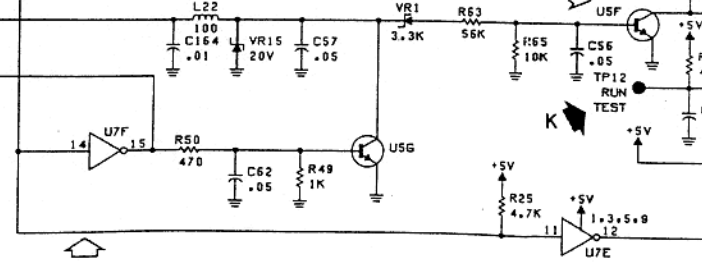 L22
100
C164
.01
VR15
20V
C57
.05
VR1
3.3K
R63
56K
R65
10K
C56
.05
U5F
+5V
TP12
RUN
TEST
K
+5V
14
U7F
15
R50
470
C62
.05
R49
1K
U5G
+5V
R25
4.7K
+5V
1.3.5.9
11
12
U7E